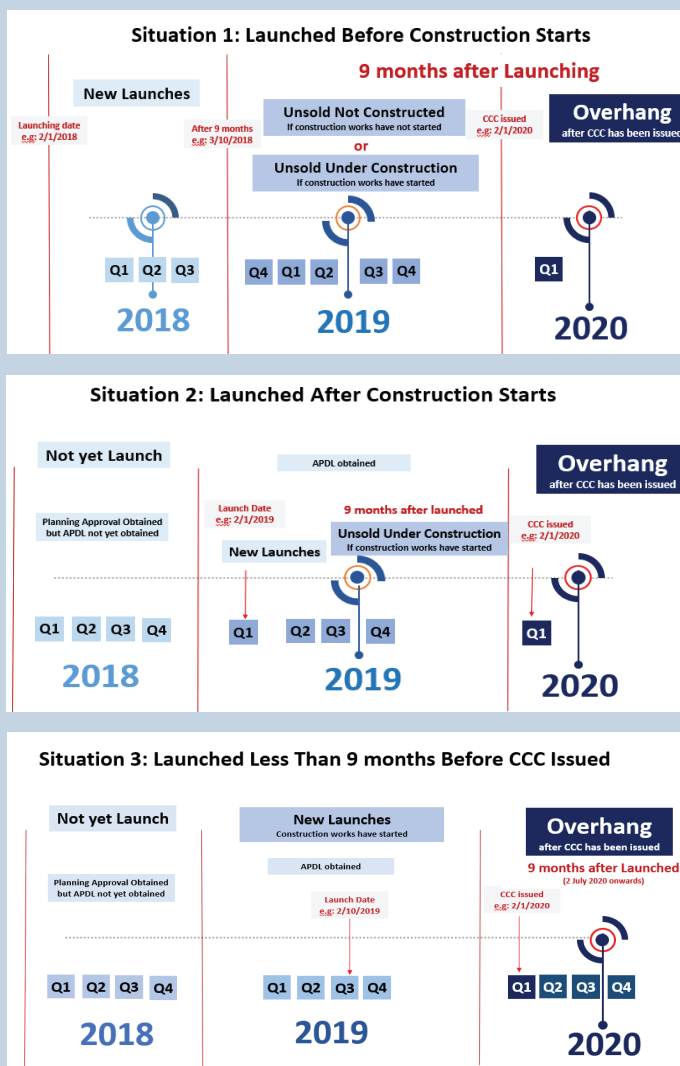 Situation 1: Launched Before Construction Starts
9 months after Launching
New Launches
Launching date
e.g: 2/1/2018
After 9 months
e.g: 3/10/2018
Unsold Not Constructed
If construction works have not started
or
Unsold Under Construction
If construction works have started
CCC issued
e.g: 2/1/2020
Overhang
after CCC has been issued
Q1 Q2 Q3
Q4 Q1 Q2 Q3 Q4
Q1
2018
2019
2020
Situation 2: Launched After Construction Starts
Not yet Launch
Planning Approval Obtained
but APDL not yet obtained
APDL obtained
Launch Date
e.g: 2/1/2019
New Launches
9 months after launched
Unsold Under Construction
If construction works have started
Overhang
after CCC has been issued
CCC issued
e.g: 2/1/2020
Q1 Q2 Q3 Q4
Q1 Q2 Q3 Q4
Q1
2018
2019
2020
Situation 3: Launched Less Than 9 months Before CCC Issued
Not yet Launch
Planning Approval Obtained
but APDL not yet obtained
New Launches
Construction works have started
APDL obtained
Launch Date
e.g: 2/10/2019
Overhang
after CCC has been issued
9 months after Launched
(2 July 2020 onwards)
CCC issued
e.g: 2/1/2020
Q1 Q2 Q3 Q4
Q1 Q2 Q3 Q4
Q1 Q2 Q3 Q4
2018
2019
2020